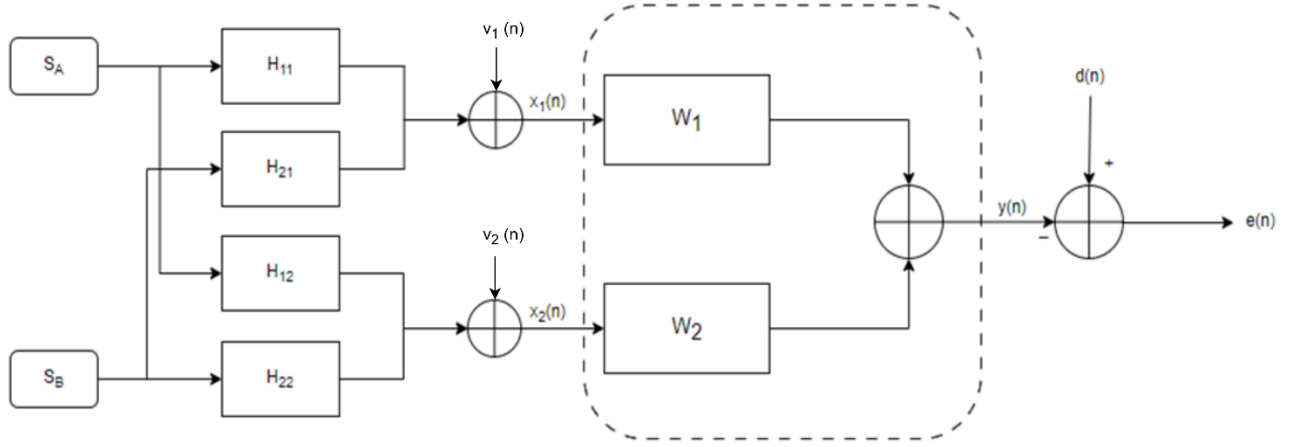 v₁ (n)
S_A
H₁₁
x₁(n)
W₁
d(n)
+
H₂₁
y(n)
−
e(n)
v₂ (n)
H₁₂
x₂(n)
W₂
S_B
H₂₂